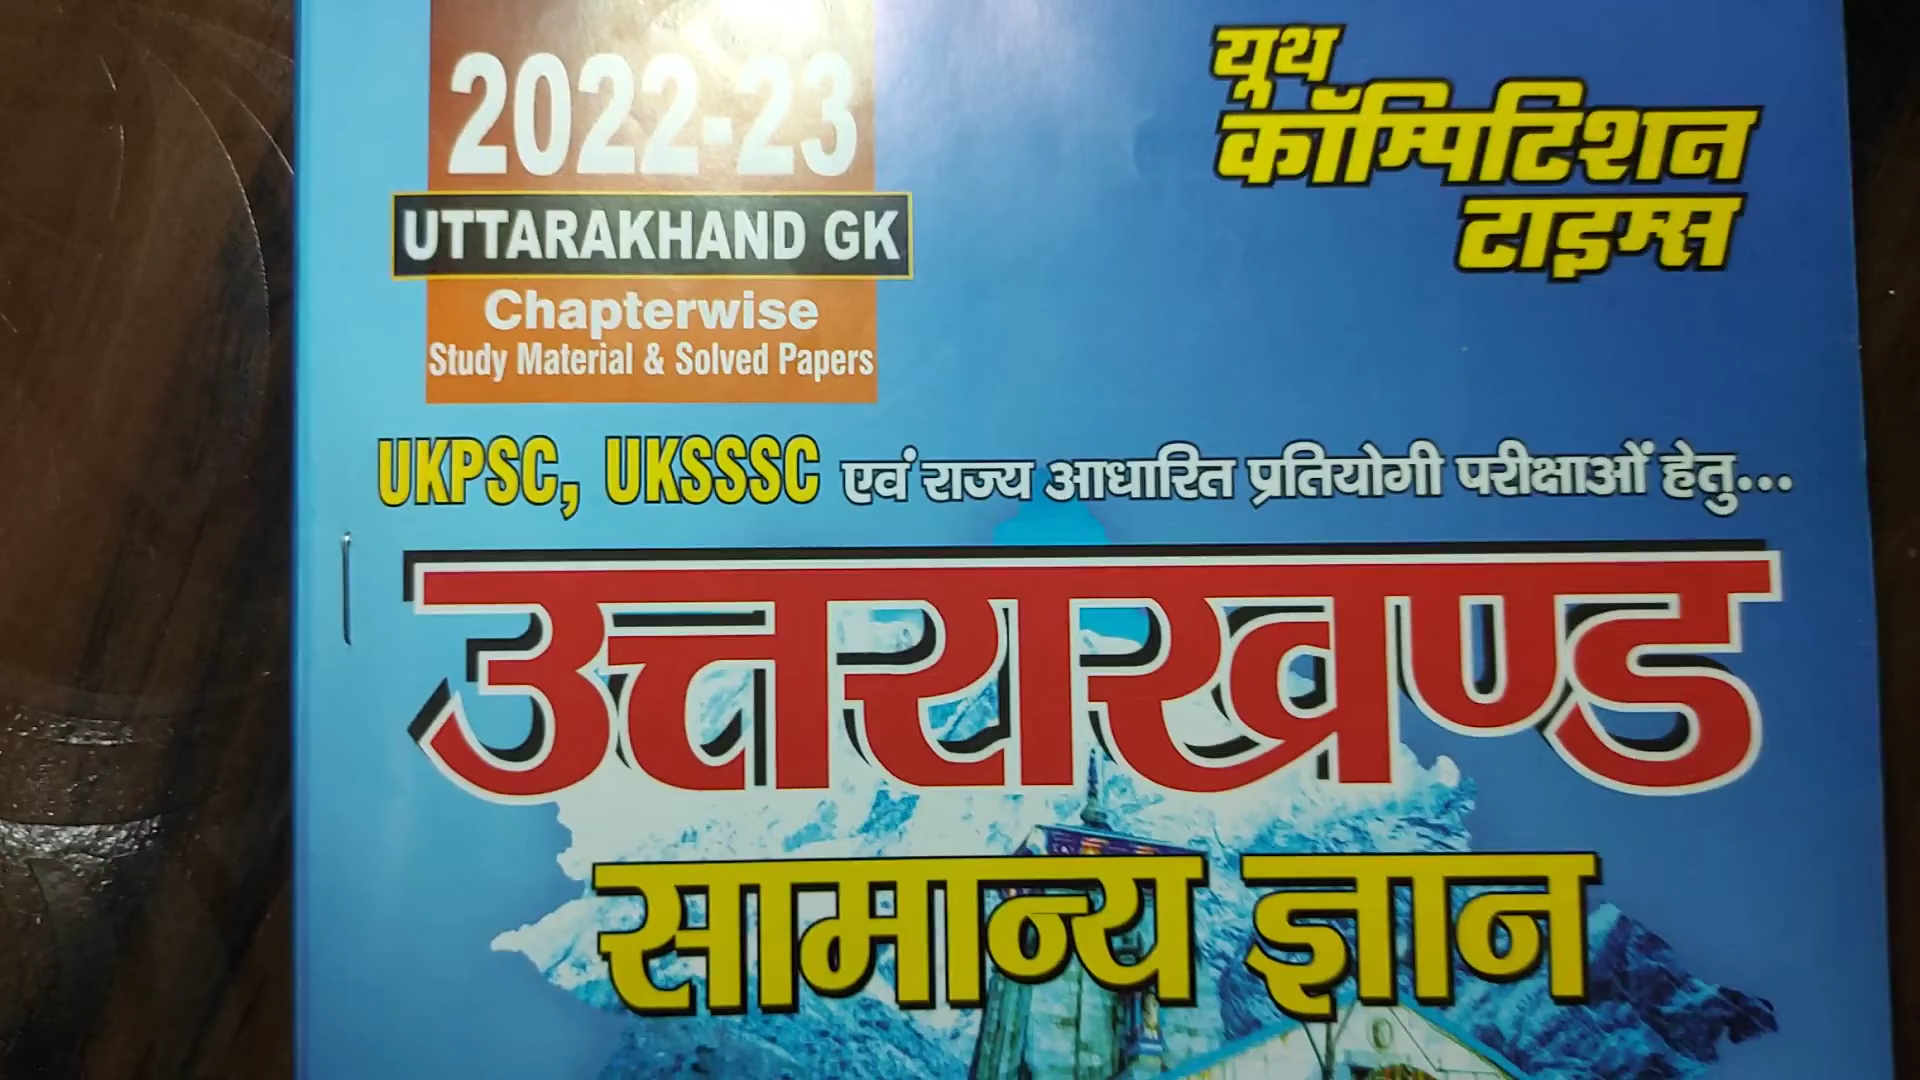 2022-23
UTTARAKHAND GK
Chapterwise
Study Material & Solved Papers
यूथ
कॉम्पिटिशन
टाइम्स
UKPSC, UKSSSC एवं राज्य आधारित प्रतियोगी परीक्षाओं हेतु...
उत्तराखण्ड
सामान्य ज्ञान